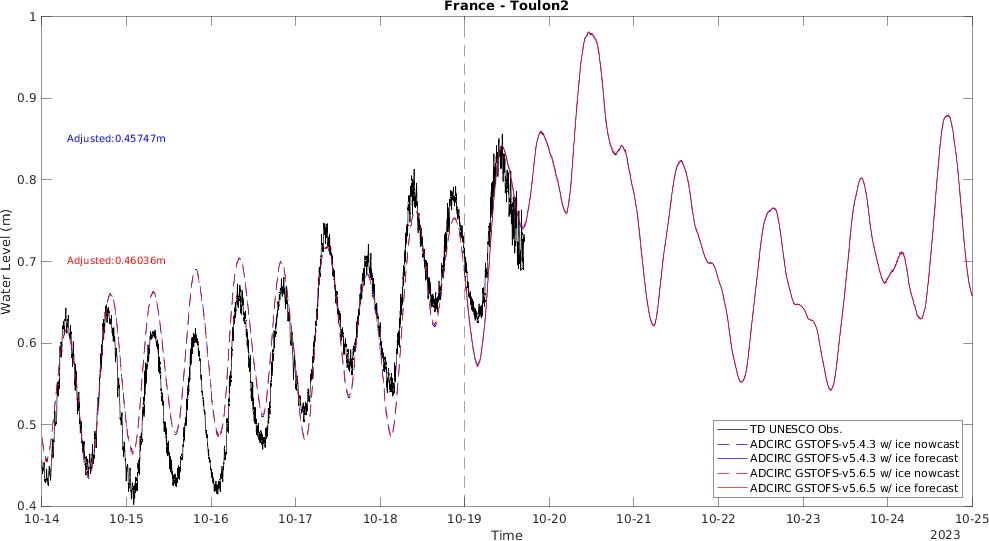 France - Toulon2
1
0.9
0.8
0.7
0.6
0.5
0.4
Water Level (m)
Adjusted:0.45747m
Adjusted:0.46036m
TD UNESCO Obs.
ADCIRC GSTOFS-v5.4.3 w/ ice nowcast
ADCIRC GSTOFS-v5.4.3 w/ ice forecast
ADCIRC GSTOFS-v5.6.5 w/ ice nowcast
ADCIRC GSTOFS-v5.6.5 w/ ice forecast
10-14 10-15 10-16 10-17 10-18 10-19 10-20 10-21 10-22 10-23 10-24 10-25
Time
2023